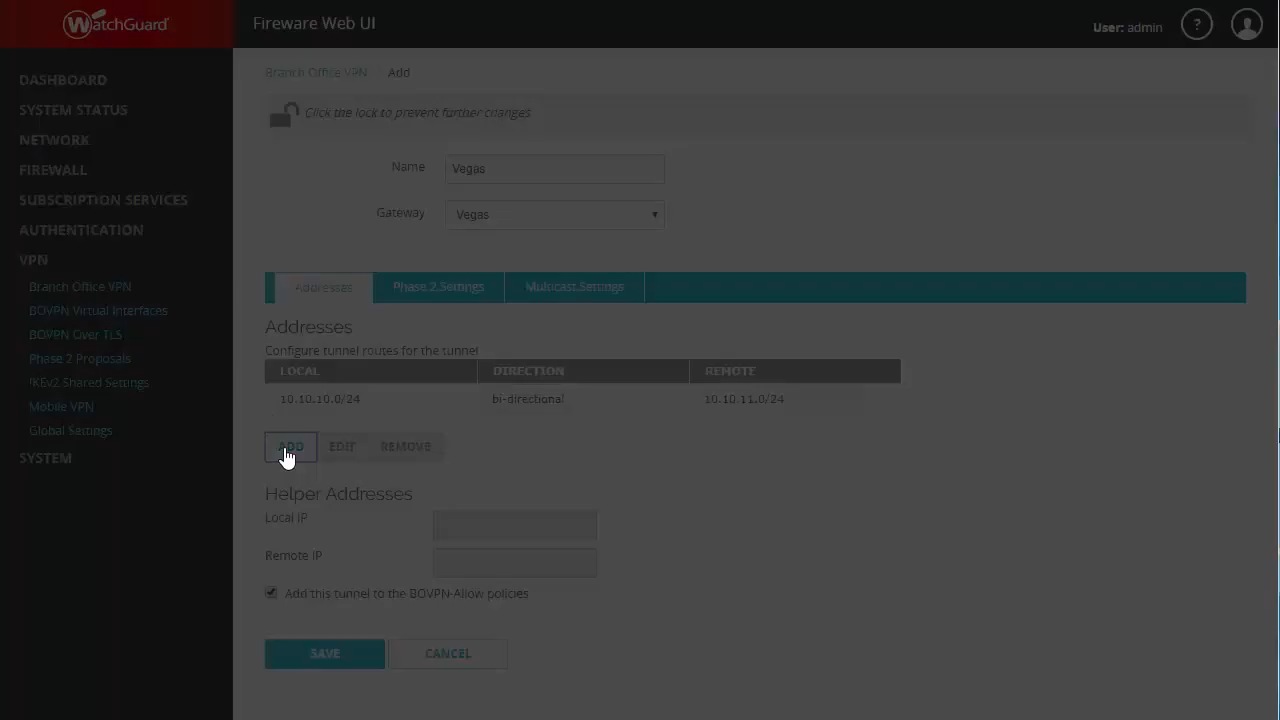 WatchGuard
Fireware Web UI
User: admin
?
DASHBOARD
SYSTEM STATUS
NETWORK
FIREWALL
SUBSCRIPTION SERVICES
AUTHENTICATION
VPN
Branch Office VPN
BOVPN Virtual Interfaces
BOVPN Over TLS
Phase 2 Proposals
IKEv2 Shared Settings
Mobile VPN
Global Settings
SYSTEM
Branch Office VPN / Add
Click the lock to prevent further changes
Name Vegas
Gateway Vegas
Addresses Phase 2 Settings Multicast Settings
Addresses
Configure tunnel routes for the tunnel
LOCAL DIRECTION REMOTE
10.10.10.0/24 bi-directional 10.10.11.0/24
ADD EDIT REMOVE
Helper Addresses
Local IP
Remote IP
Add this tunnel to the BOVPN-Allow policies
SAVE CANCEL